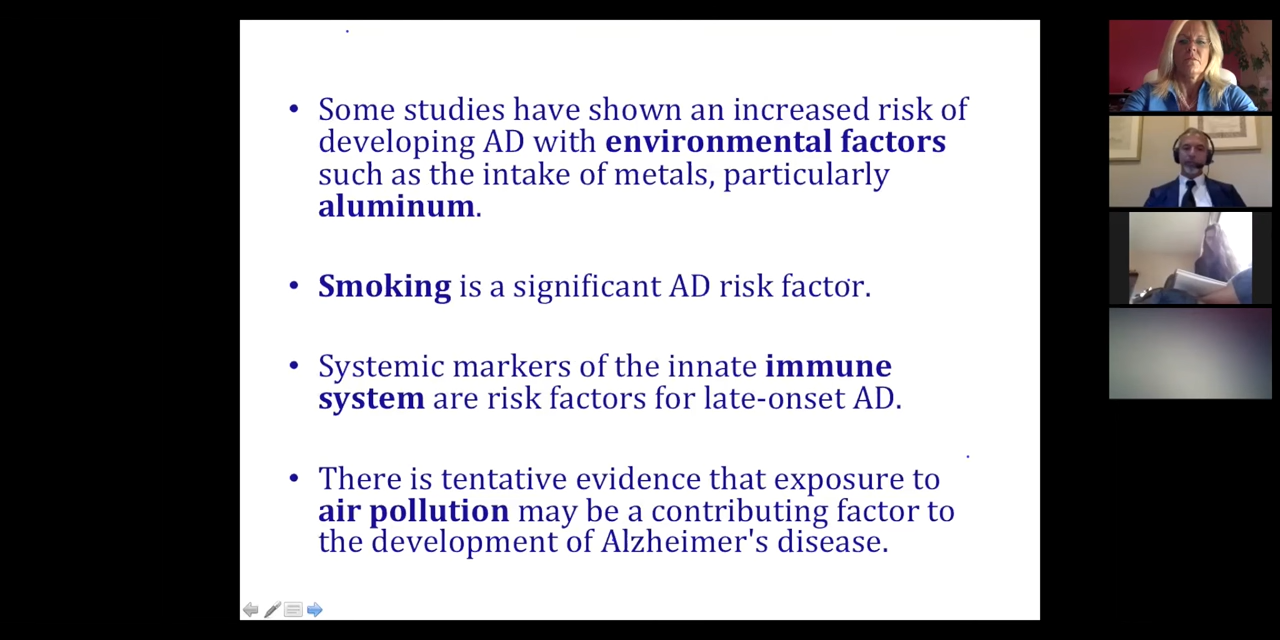 • Some studies have shown an increased risk of
developing AD with environmental factors
such as the intake of metals, particularly
aluminum.
• Smoking is a significant AD risk factor.
• Systemic markers of the innate immune
system are risk factors for late-onset AD.
• There is tentative evidence that exposure to
air pollution may be a contributing factor to
the development of Alzheimer's disease.